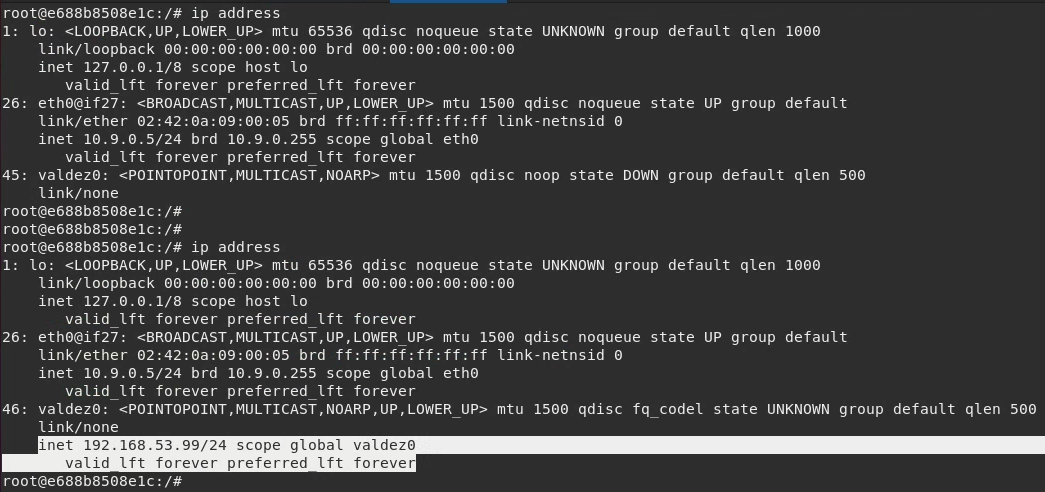 root@e688b8508e1c:/# ip address
1: lo: <LOOPBACK,UP,LOWER_UP> mtu 65536 qdisc noqueue state UNKNOWN group default qlen 1000
    link/loopback 00:00:00:00:00:00 brd 00:00:00:00:00:00
    inet 127.0.0.1/8 scope host lo
       valid_lft forever preferred_lft forever
26: eth0@if27: <BROADCAST,MULTICAST,UP,LOWER_UP> mtu 1500 qdisc noqueue state UP group default
    link/ether 02:42:0a:09:00:05 brd ff:ff:ff:ff:ff:ff link-netnsid 0
    inet 10.9.0.5/24 brd 10.9.0.255 scope global eth0
       valid_lft forever preferred_lft forever
45: valdez0: <POINTOPOINT,MULTICAST,NOARP> mtu 1500 qdisc noop state DOWN group default qlen 500
    link/none
root@e688b8508e1c:/#
root@e688b8508e1c:/#
root@e688b8508e1c:/# ip address
1: lo: <LOOPBACK,UP,LOWER_UP> mtu 65536 qdisc noqueue state UNKNOWN group default qlen 1000
    link/loopback 00:00:00:00:00:00 brd 00:00:00:00:00:00
    inet 127.0.0.1/8 scope host lo
       valid_lft forever preferred_lft forever
26: eth0@if27: <BROADCAST,MULTICAST,UP,LOWER_UP> mtu 1500 qdisc noqueue state UP group default
    link/ether 02:42:0a:09:00:05 brd ff:ff:ff:ff:ff:ff link-netnsid 0
    inet 10.9.0.5/24 brd 10.9.0.255 scope global eth0
       valid_lft forever preferred_lft forever
46: valdez0: <POINTOPOINT,MULTICAST,NOARP,UP,LOWER_UP> mtu 1500 qdisc fq_codel state UNKNOWN group default qlen 500
    link/none
    inet 192.168.53.99/24 scope global valdez0
       valid_lft forever preferred_lft forever
root@e688b8508e1c:/#